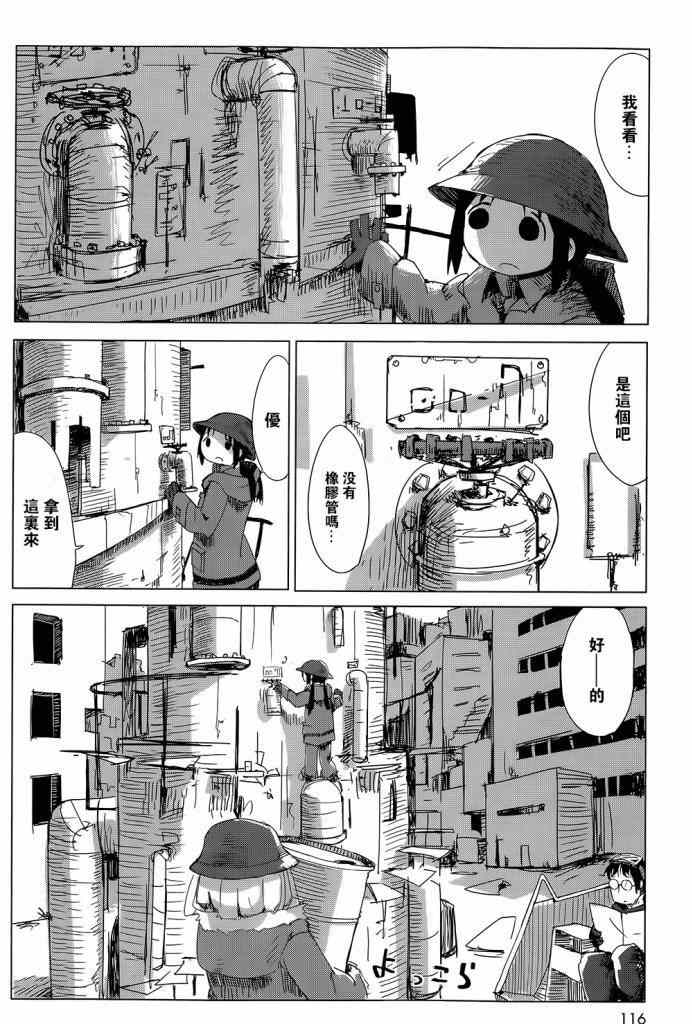 我看看…
是這個吧
没有
橡膠管嗎…
優
拿到
這裏來
好——的
よっこら
116